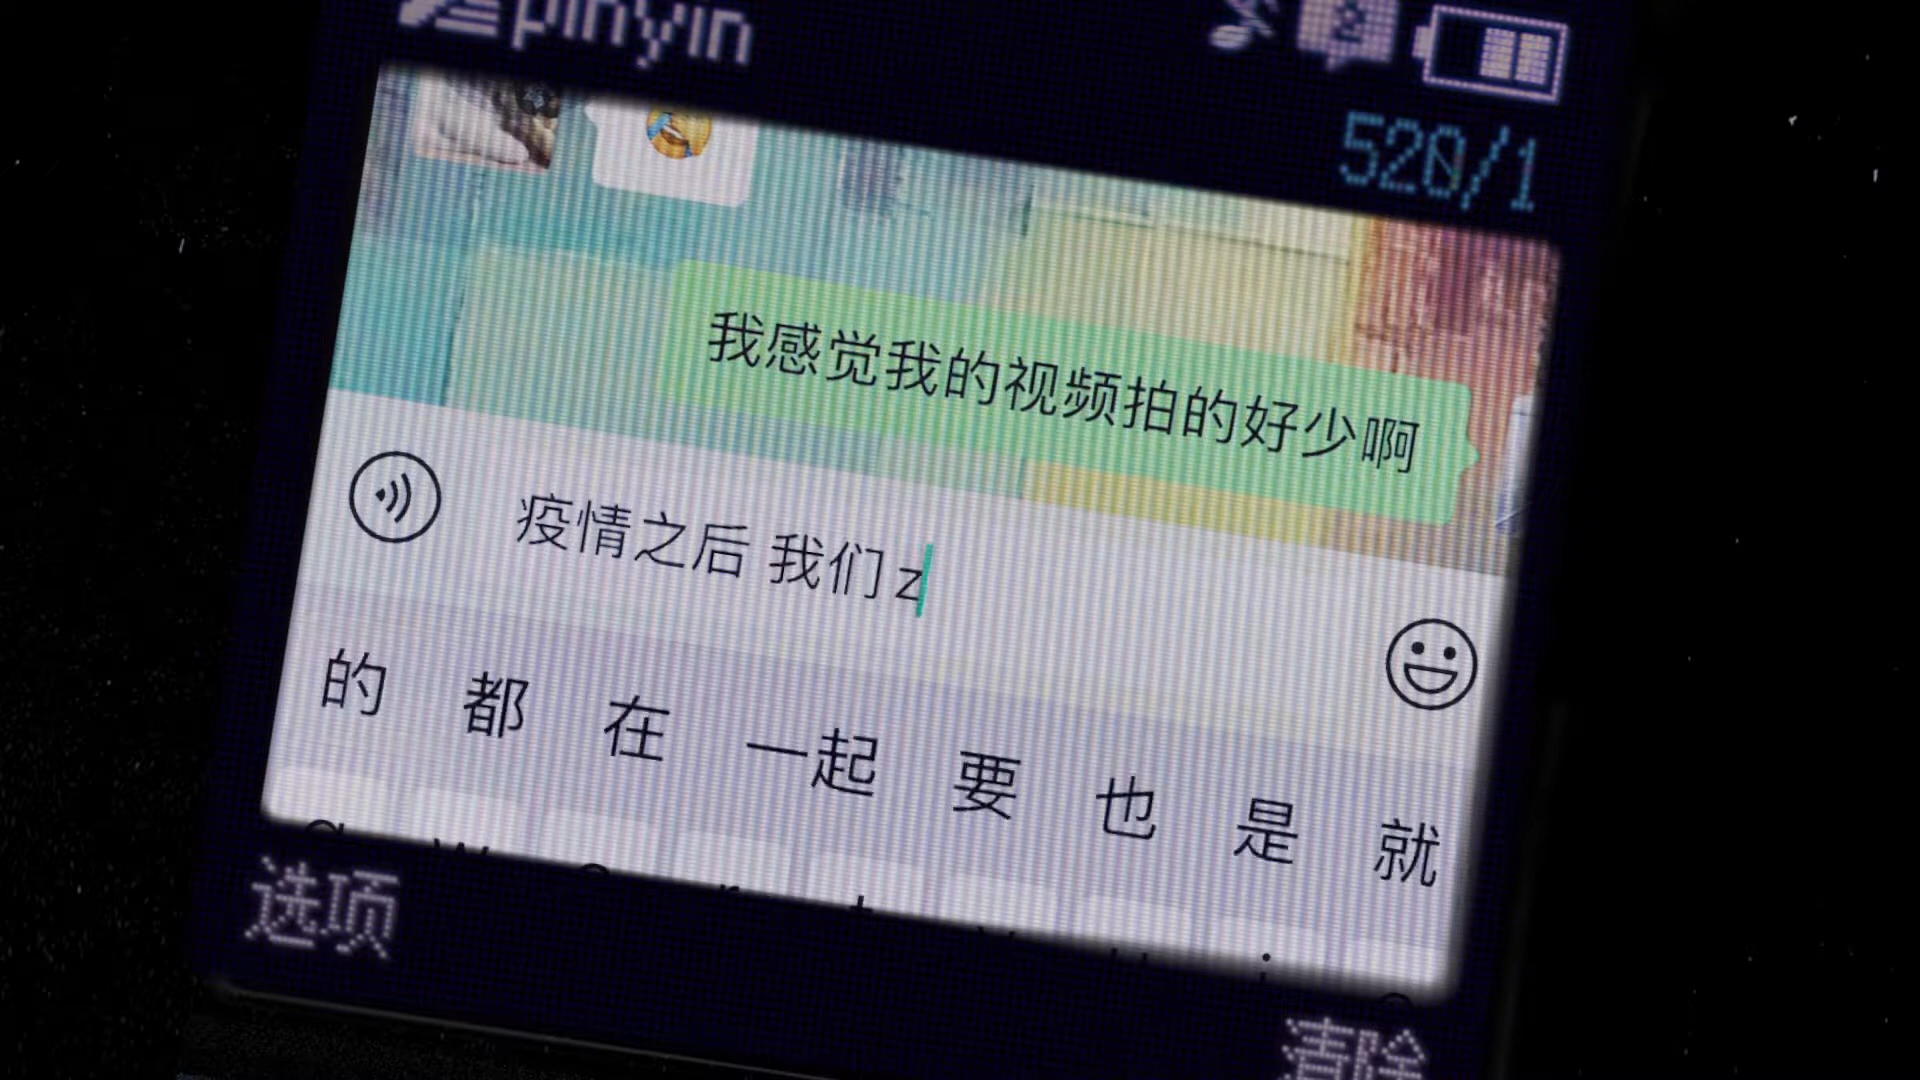 pinyin
520/1
我感觉我的视频拍的好少啊
疫情之后 我们z
的 都 在 一起 要 也 是 就
选项
清除